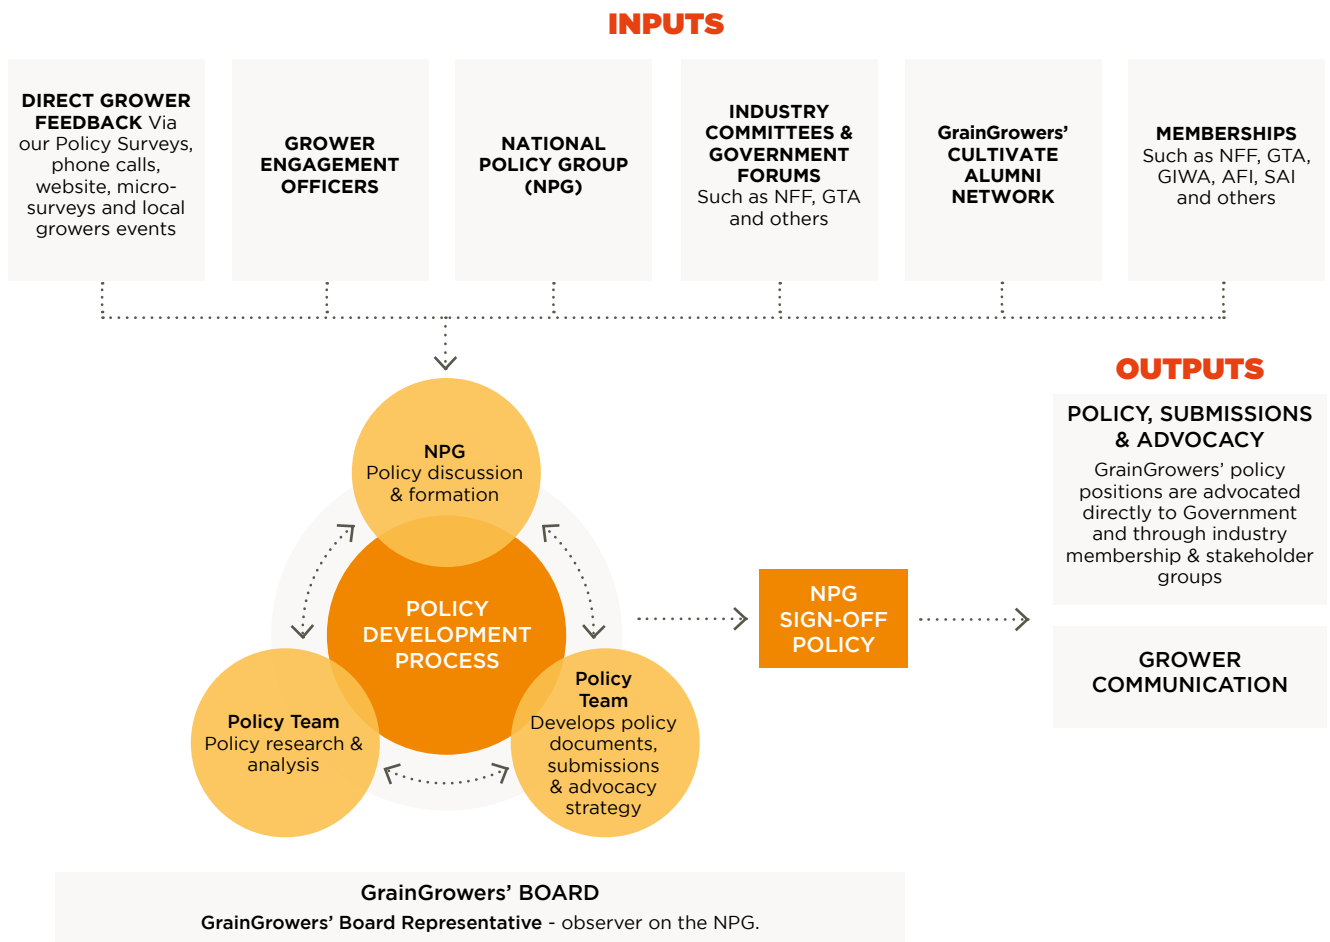 INPUTS
DIRECT GROWER
FEEDBACK Via
our Policy Surveys,
phone calls,
website, micro-
surveys and local
growers events
GROWER
ENGAGEMENT
OFFICERS
NATIONAL
POLICY GROUP
(NPG)
INDUSTRY
COMMITTEES &
GOVERNMENT
FORUMS
Such as NFF, GTA
and others
GrainGrowers’
CULTIVATE
ALUMNI
NETWORK
MEMBERSHIPS
Such as NFF, GTA,
GIWA, AFI, SAI
and others
NPG
Policy discussion
& formation
POLICY
DEVELOPMENT
PROCESS
Policy Team
Policy research &
analysis
Policy
Team
Develops policy
documents,
submissions
& advocacy
strategy
NPG
SIGN-OFF
POLICY
OUTPUTS
POLICY, SUBMISSIONS
& ADVOCACY
GrainGrowers’ policy
positions are advocated
directly to Government
and through industry
membership & stakeholder
groups
GROWER
COMMUNICATION
GrainGrowers’ BOARD
GrainGrowers’ Board Representative - observer on the NPG.